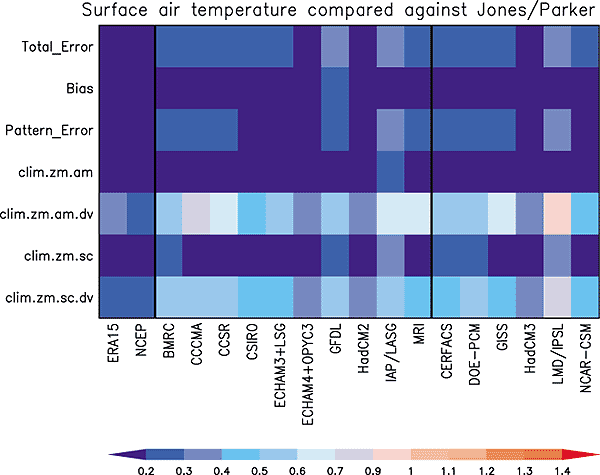 Surface air temperature compared against Jones/Parker
Total_Error
Bias
Pattern_Error
clim.zm.am
clim.zm.am.dv
clim.zm.sc
clim.zm.sc.dv
ERA15
NCEP
BMRC
CCCMA
CCSR
CSIRO
ECHAM3+LSG
ECHAM4+OPYC3
GFDL
HadCM2
IAP/LASG
MRI
CERFACS
DOE-PCM
GISS
HadCM3
LMD/IPSL
NCAR-CSM
0.2 0.3 0.4 0.5 0.6 0.7 0.9 1 1.1 1.2 1.3 1.4